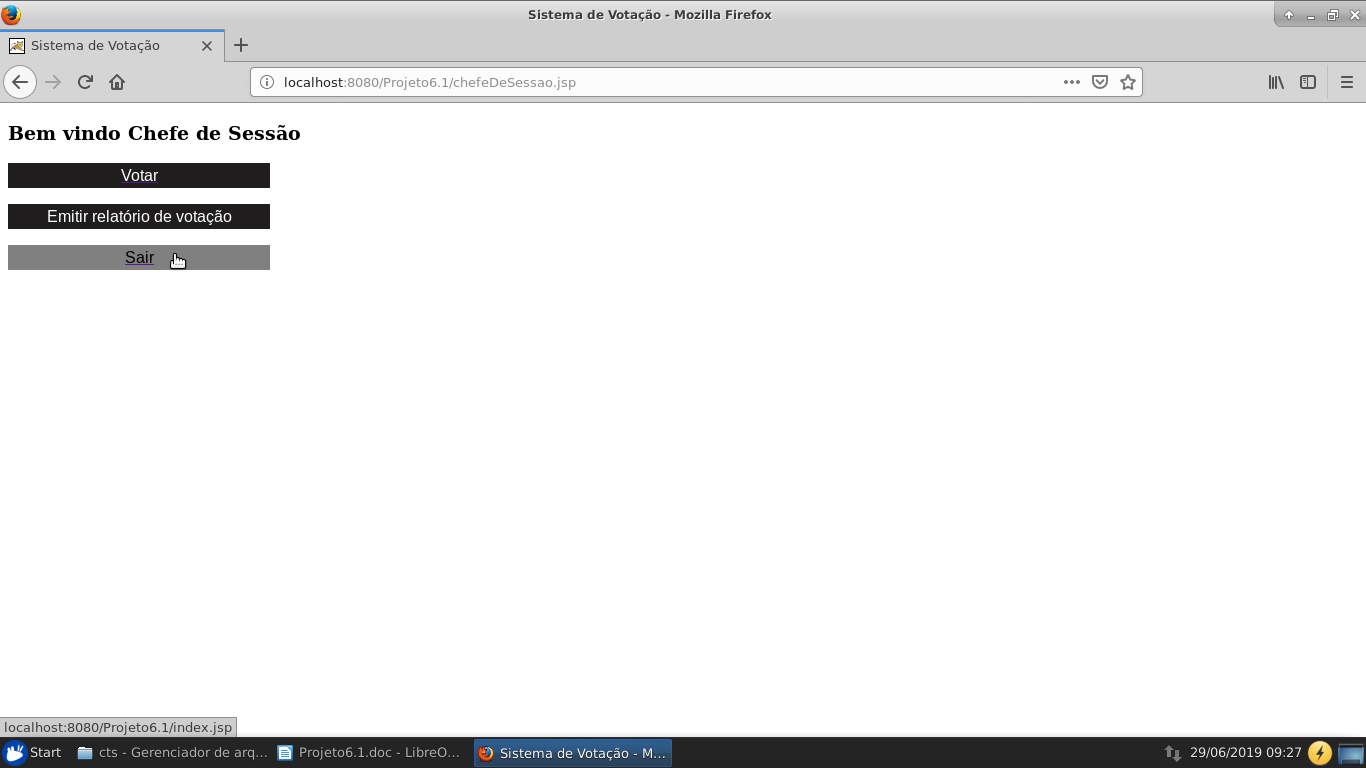 Sistema de Votação - Mozilla Firefox
Sistema de Votação
localhost:8080/Projeto6.1/chefeDeSessao.jsp
Bem vindo Chefe de Sessão
Votar
Emitir relatório de votação
Sair
localhost:8080/Projeto6.1/index.jsp
Start cts - Gerenciador de arq... Projeto6.1.doc - LibreO... Sistema de Votação - M... 29/06/2019 09:27